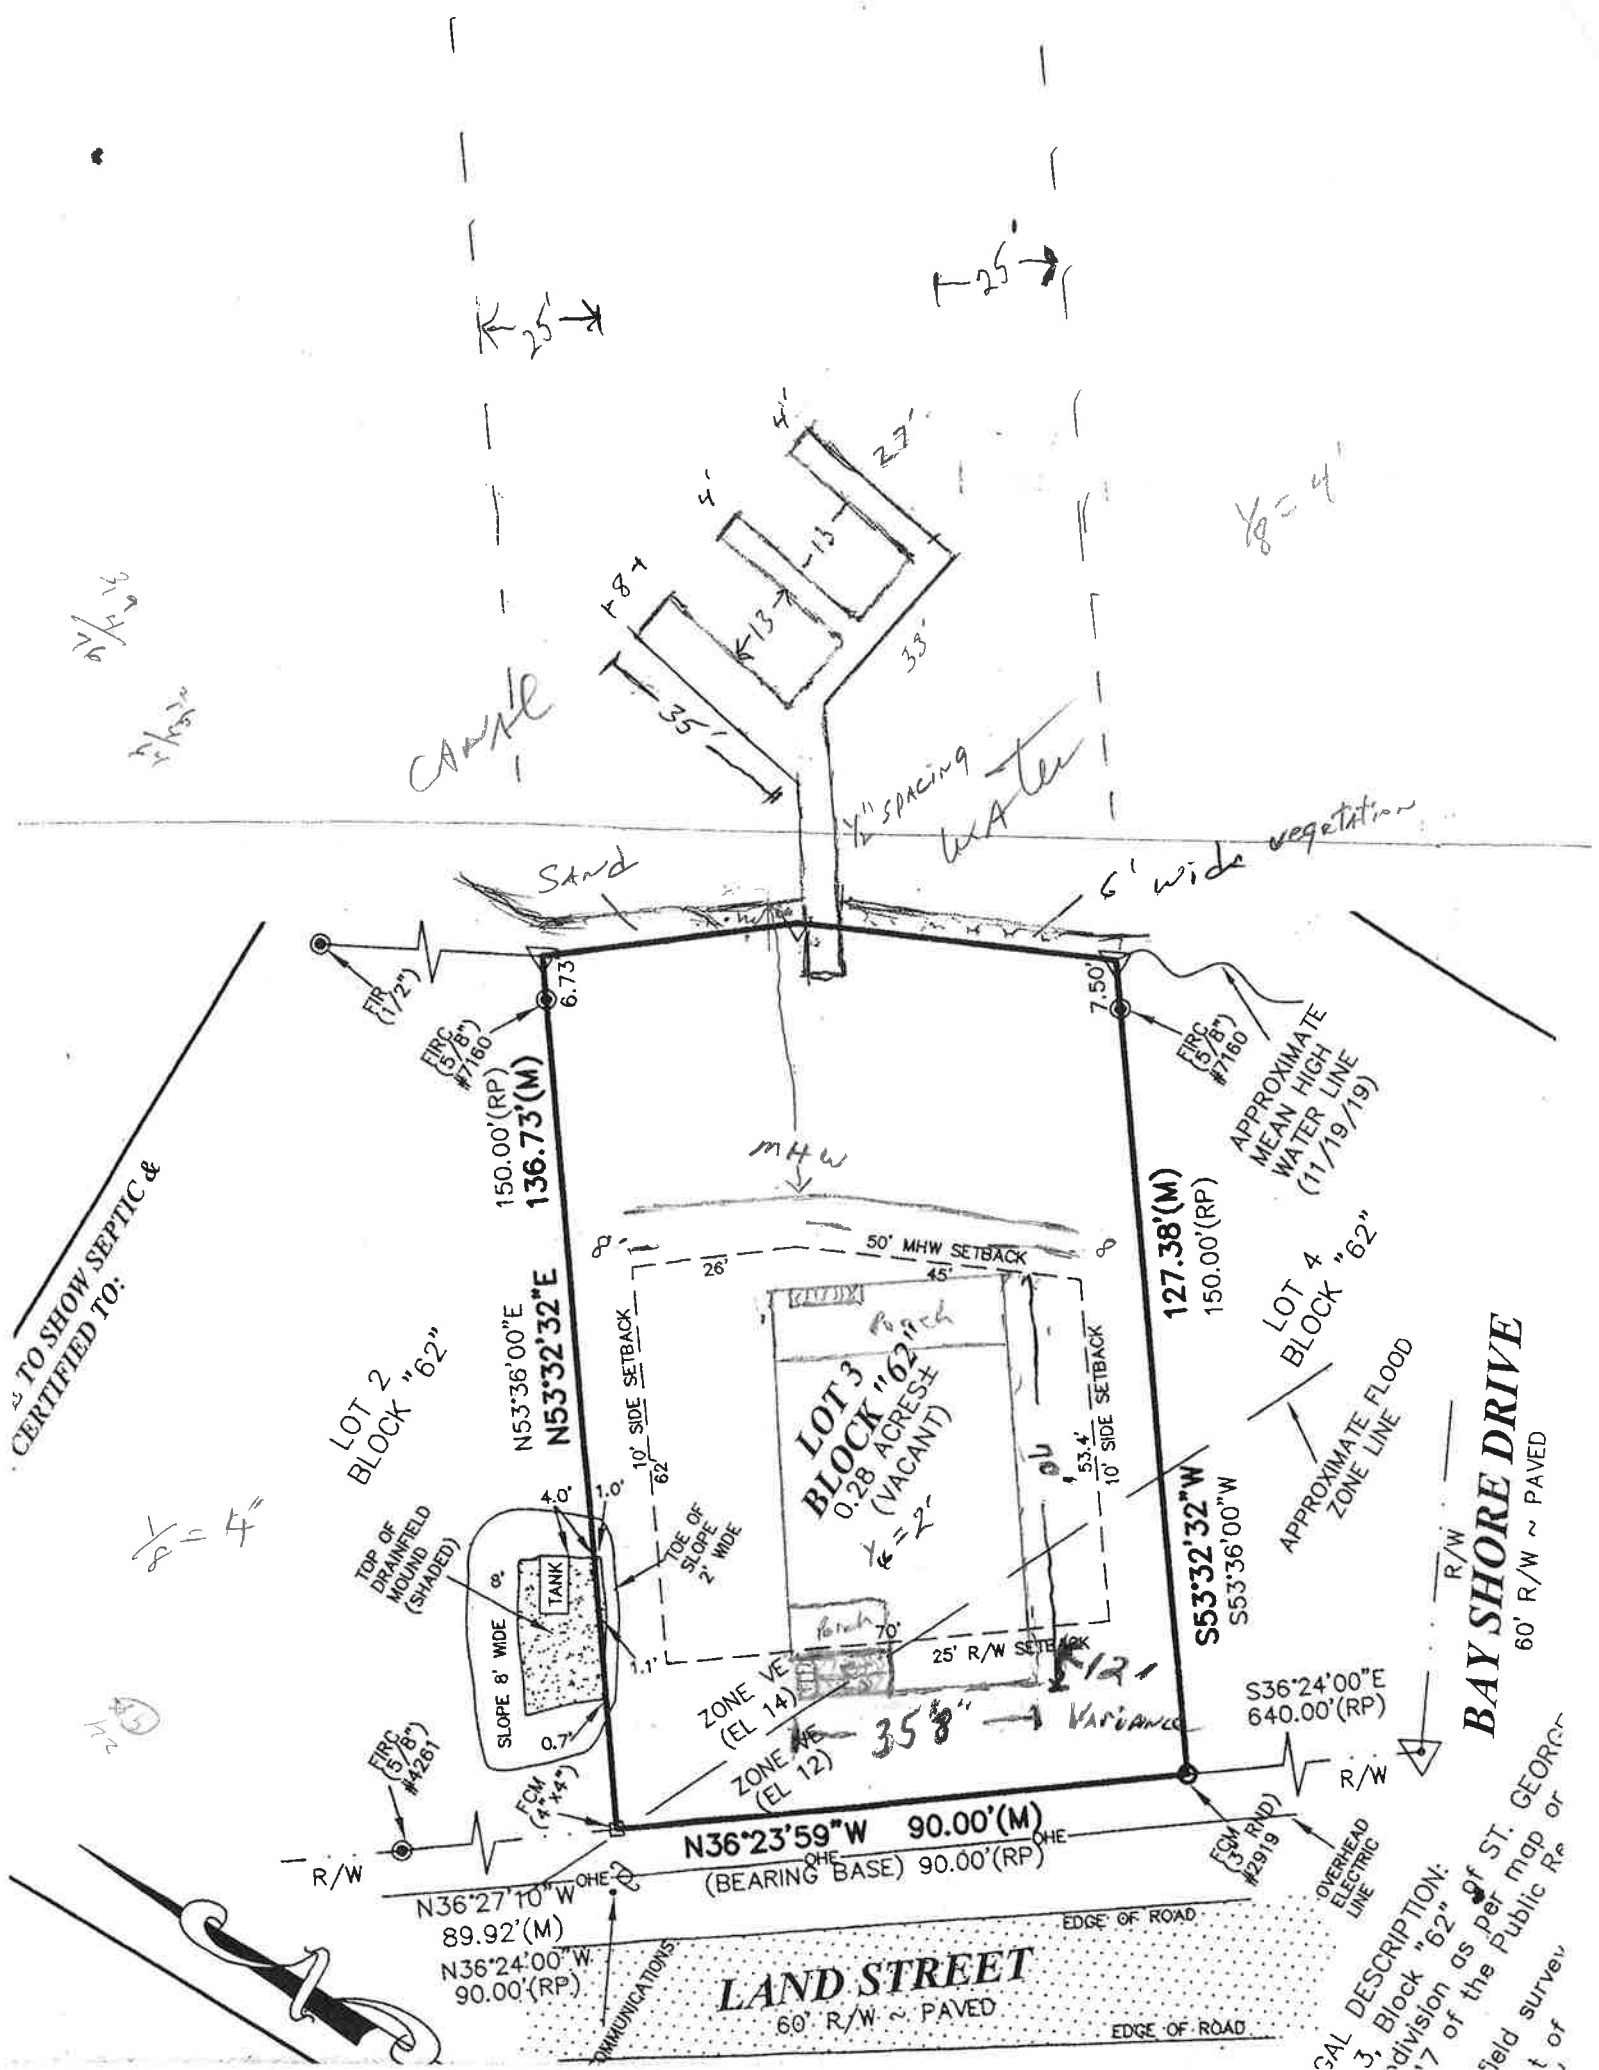 25'
25'
4'
27'
4'
13
1/8 = 4'
8
13
33'
35'
CANAL
1/2" SPACING
WATER
SAND
6' wide vegetation
FIR
(1/2")
6.73'
7.50'
FIRC
(5/8")
#7160
FIRC
(5/8")
#7160
APPROXIMATE
MEAN HIGH
WATER LINE
(11/19/19)
150.00'(RP)
136.73'(M)
MHW
127.38'(M)
150.00'(RP)
TO SHOW SEPTIC &
CERTIFIED TO:
8'
8
50' MHW SETBACK
26'
45'
LOT 2
BLOCK "62"
N53°36'00"E
N53°32'32"E
10' SIDE SETBACK
62'
Porch
LOT 3
BLOCK "62"
0.28 ACRES±
(VACANT)
40
53.4'
10' SIDE SETBACK
LOT 4
BLOCK "62"
APPROXIMATE FLOOD
ZONE LINE
1/8 = 4"
TOP OF
DRAINFIELD
MOUND
(SHADED)
4.0'
1.0'
TANK
8'
TOE OF
SLOPE
2' WIDE
SLOPE 8' WIDE
1.1'
0.7'
Porch
70'
25' R/W SETBACK
S53°32'32"W
S53°36'00"W
R/W
BAY SHORE DRIVE
60' R/W ~ PAVED
ZONE VE
(EL 14)
ZONE VE
(EL 12)
35'8"
12'
VARIANCE
S36°24'00"E
640.00'(RP)
R/W
FIRC
(5/8")
#4261
FCM
(4"X4")
R/W
N36°23'59"W 90.00'(M)
(BEARING BASE) 90.00'(RP)
OHE
OHE
OHE
FCM
(3" RND)
#2919
OVERHEAD
ELECTRIC
LINE
N36°27'10"W
89.92'(M)
N36°24'00"W
90.00'(RP)
EDGE OF ROAD
LAND STREET
60' R/W ~ PAVED
EDGE OF ROAD
OMMUNICATIONS
GAL DESCRIPTION:
3, Block "62" of ST. GEORGE
division as per map or
7 of the Public Re
ield survey
t of